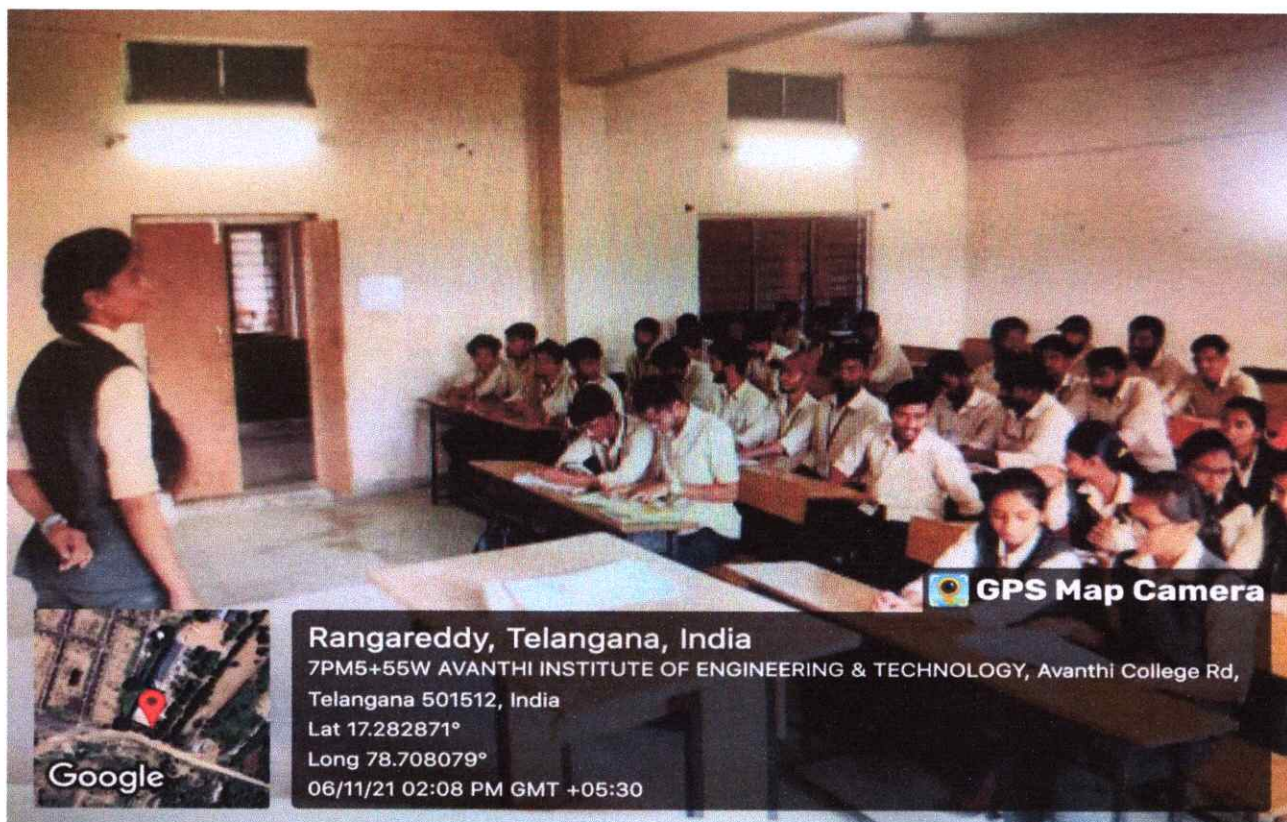 GPS Map Camera
Rangareddy, Telangana, India
7PM5+55W AVANTHI INSTITUTE OF ENGINEERING & TECHNOLOGY, Avanthi College Rd,
Telangana 501512, India
Lat 17.282871°
Long 78.708079°
06/11/21 02:08 PM GMT +05:30
Google